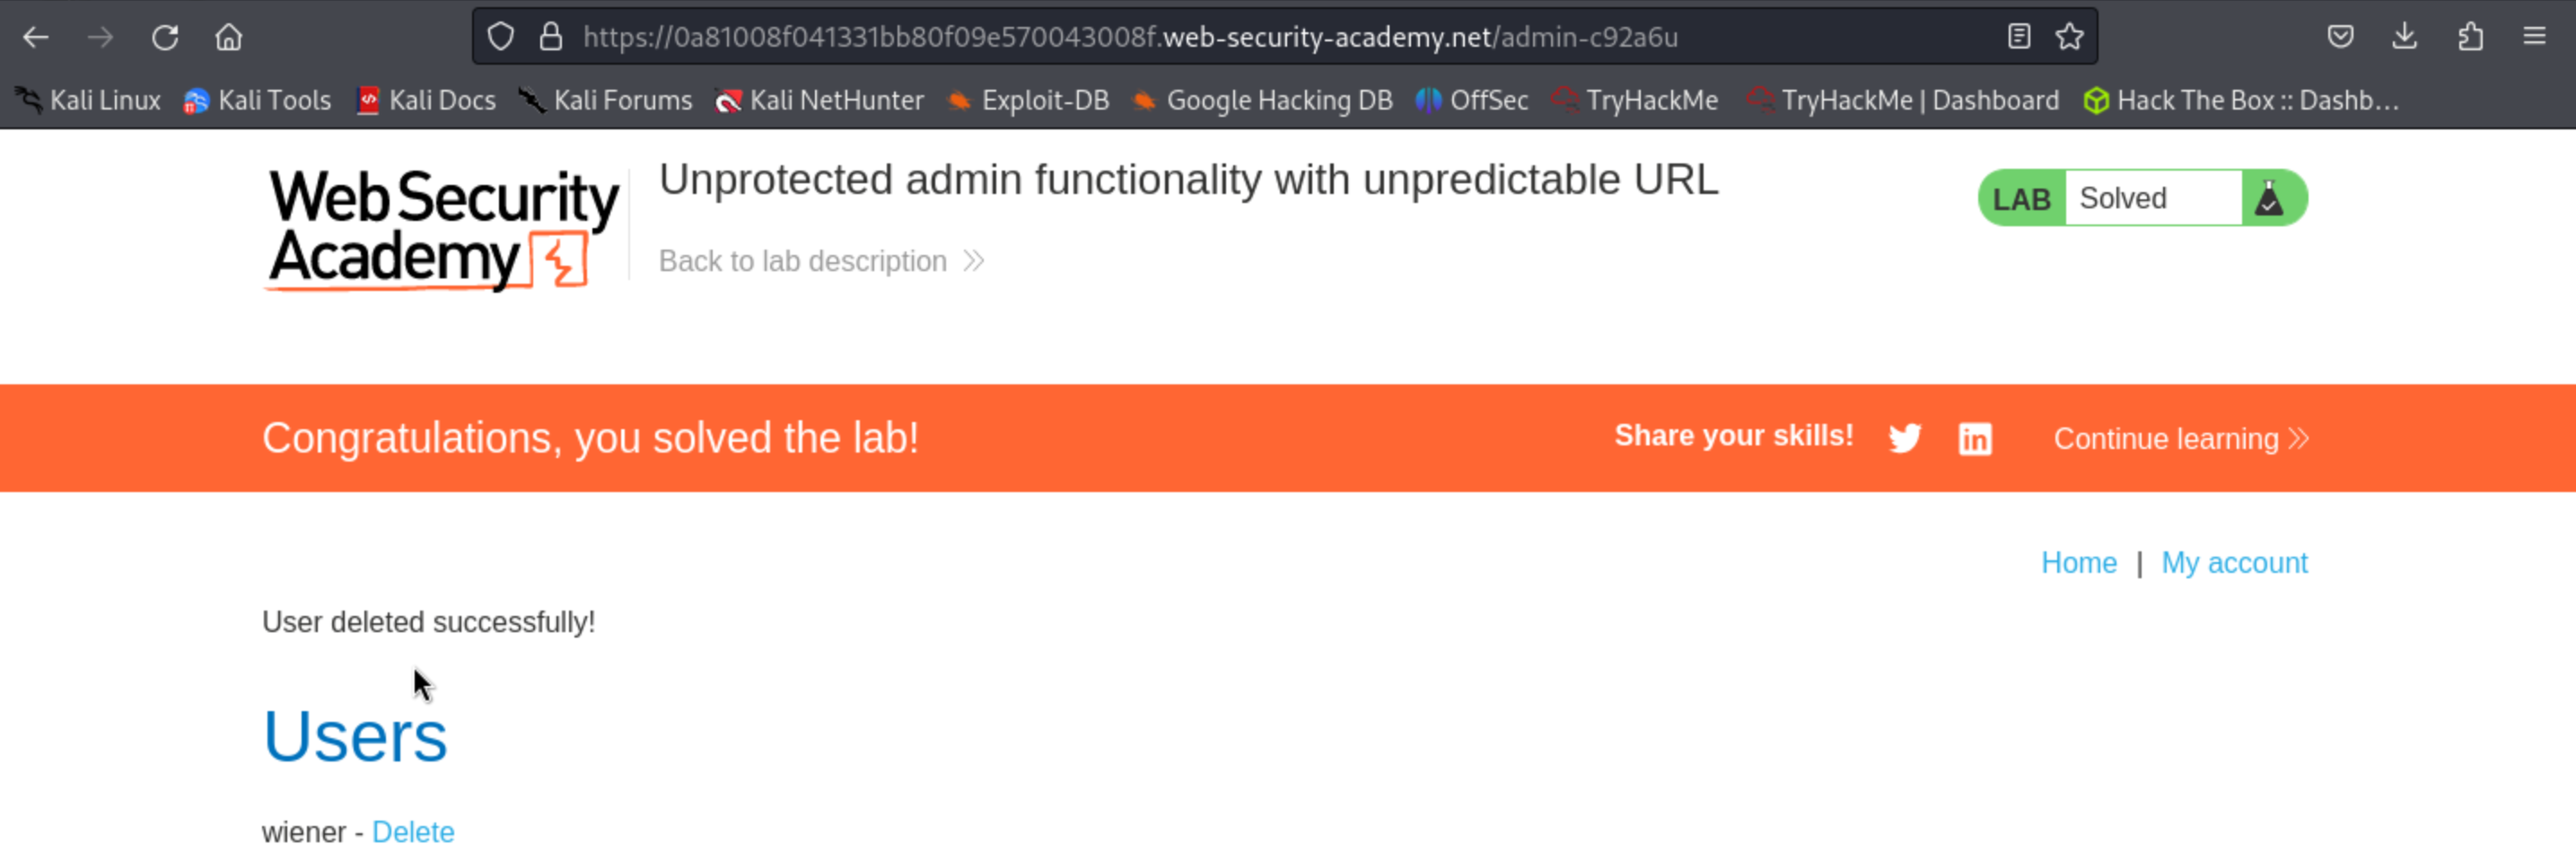 https://0a81008f041331bb80f09e570043008f.web-security-academy.net/admin-c92a6u
Kali Linux Kali Tools Kali Docs Kali Forums Kali NetHunter Exploit-DB Google Hacking DB OffSec TryHackMe TryHackMe | Dashboard Hack The Box :: Dashb…
Web Security
Academy
Unprotected admin functionality with unpredictable URL
Back to lab description
LAB Solved
Congratulations, you solved the lab!
Share your skills!
Continue learning
Home | My account
User deleted successfully!
Users
wiener - Delete